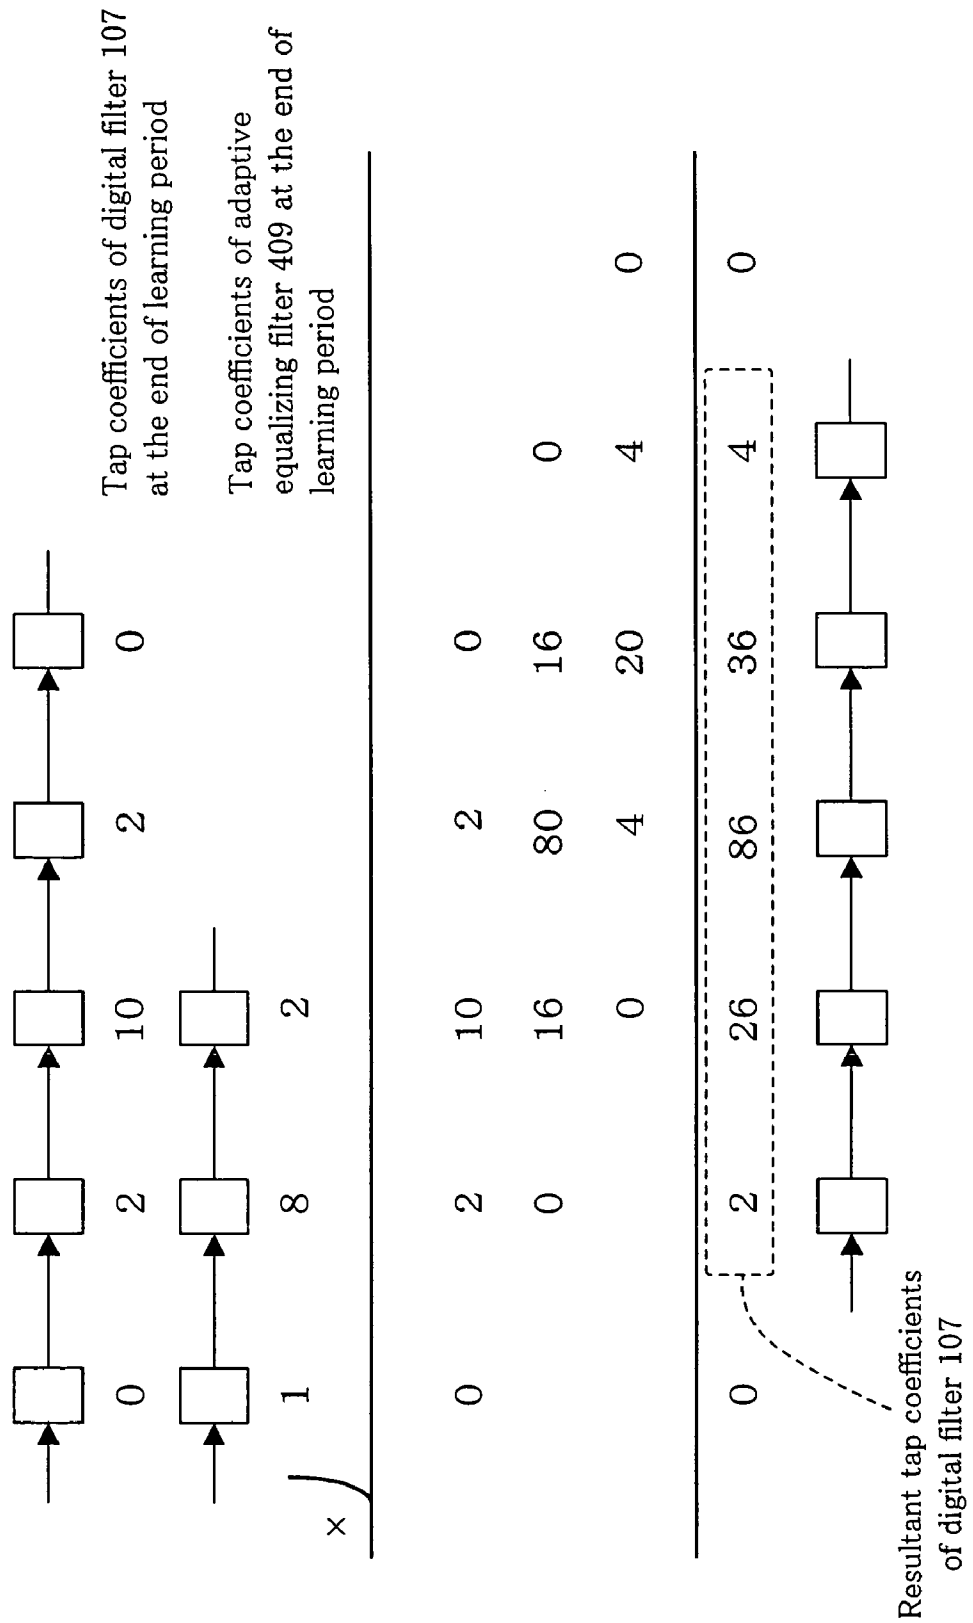 0 2 10 2 0
Tap coefficients of digital filter 107
at the end of learning period
1 8 2
Tap coefficients of adaptive
equalizing filter 409 at the end of
learning period
×
0 2 10 2 0
0 16 80 16 0
0 4 20 4 0
0 2 26 86 36 4 0
Resultant tap coefficients
of digital filter 107